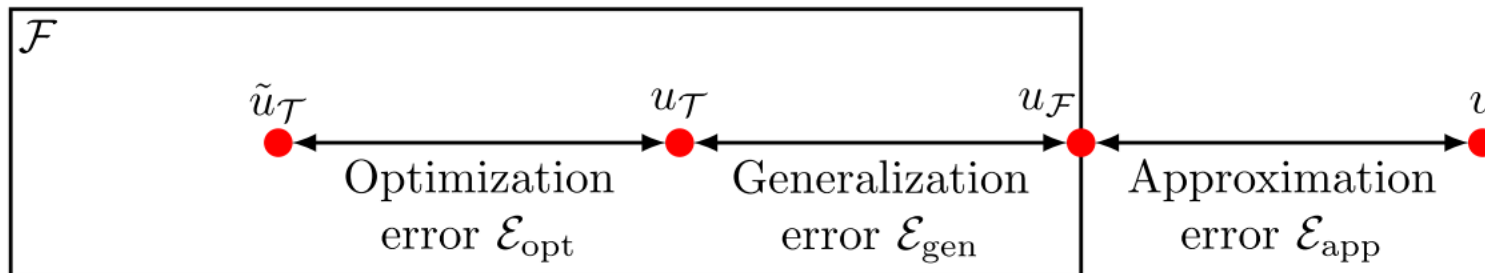 ℱ
ũ_𝒯 u_𝒯 u_ℱ u
Optimization Generalization Approximation
error ℰ_opt error ℰ_gen error ℰ_app